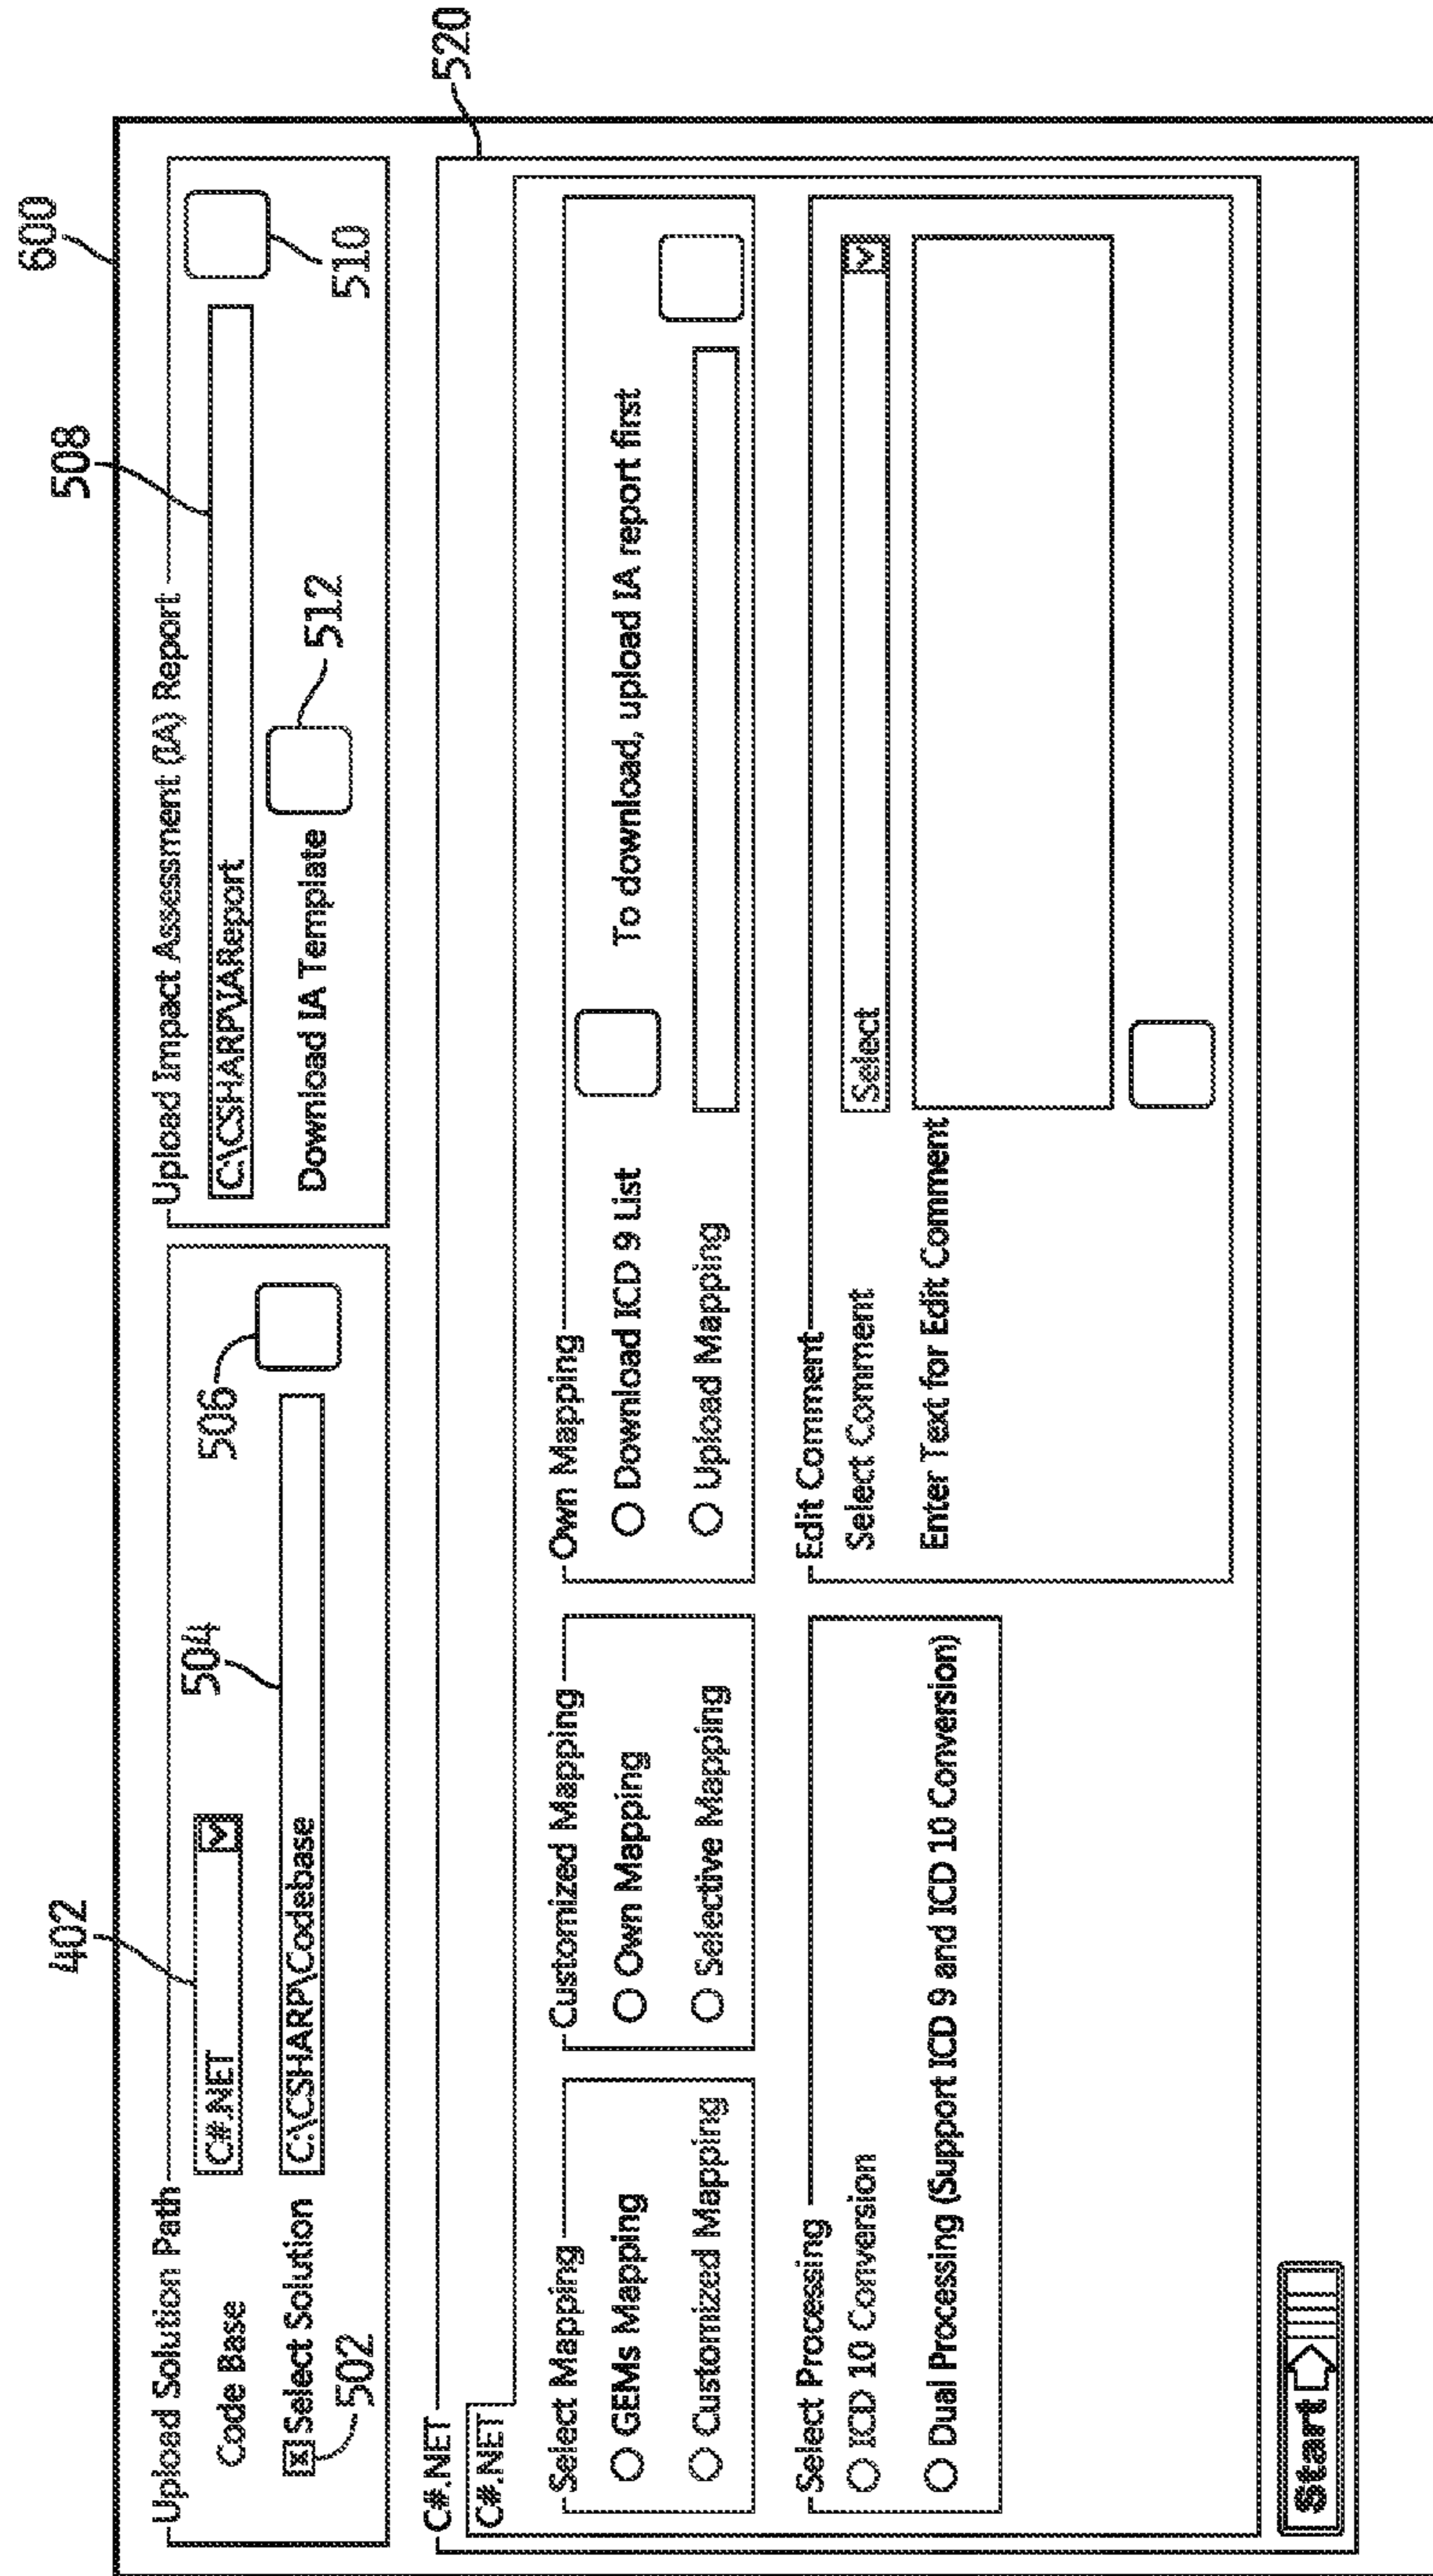 600
402
508
Upload Solution Path
Code Base
C#.NET
504
506
Select Solution
C:\CSHARP\Codebase
502
Upload Impact Assessment (IA) Report
C:\CSHARP\IAReport
510
Download IA Template
512
520
C#.NET
C#.NET
Select Mapping
GEMs Mapping
Customized Mapping
Customized Mapping
Own Mapping
Selective Mapping
Own Mapping
Download ICD 9 List
To download, upload IA report first
Upload Mapping
Select Processing
ICD 10 Conversion
Dual Processing (Support ICD 9 and ICD 10 Conversion)
Edit Comment
Select Comment
Select
Enter Text for Edit Comment
Start